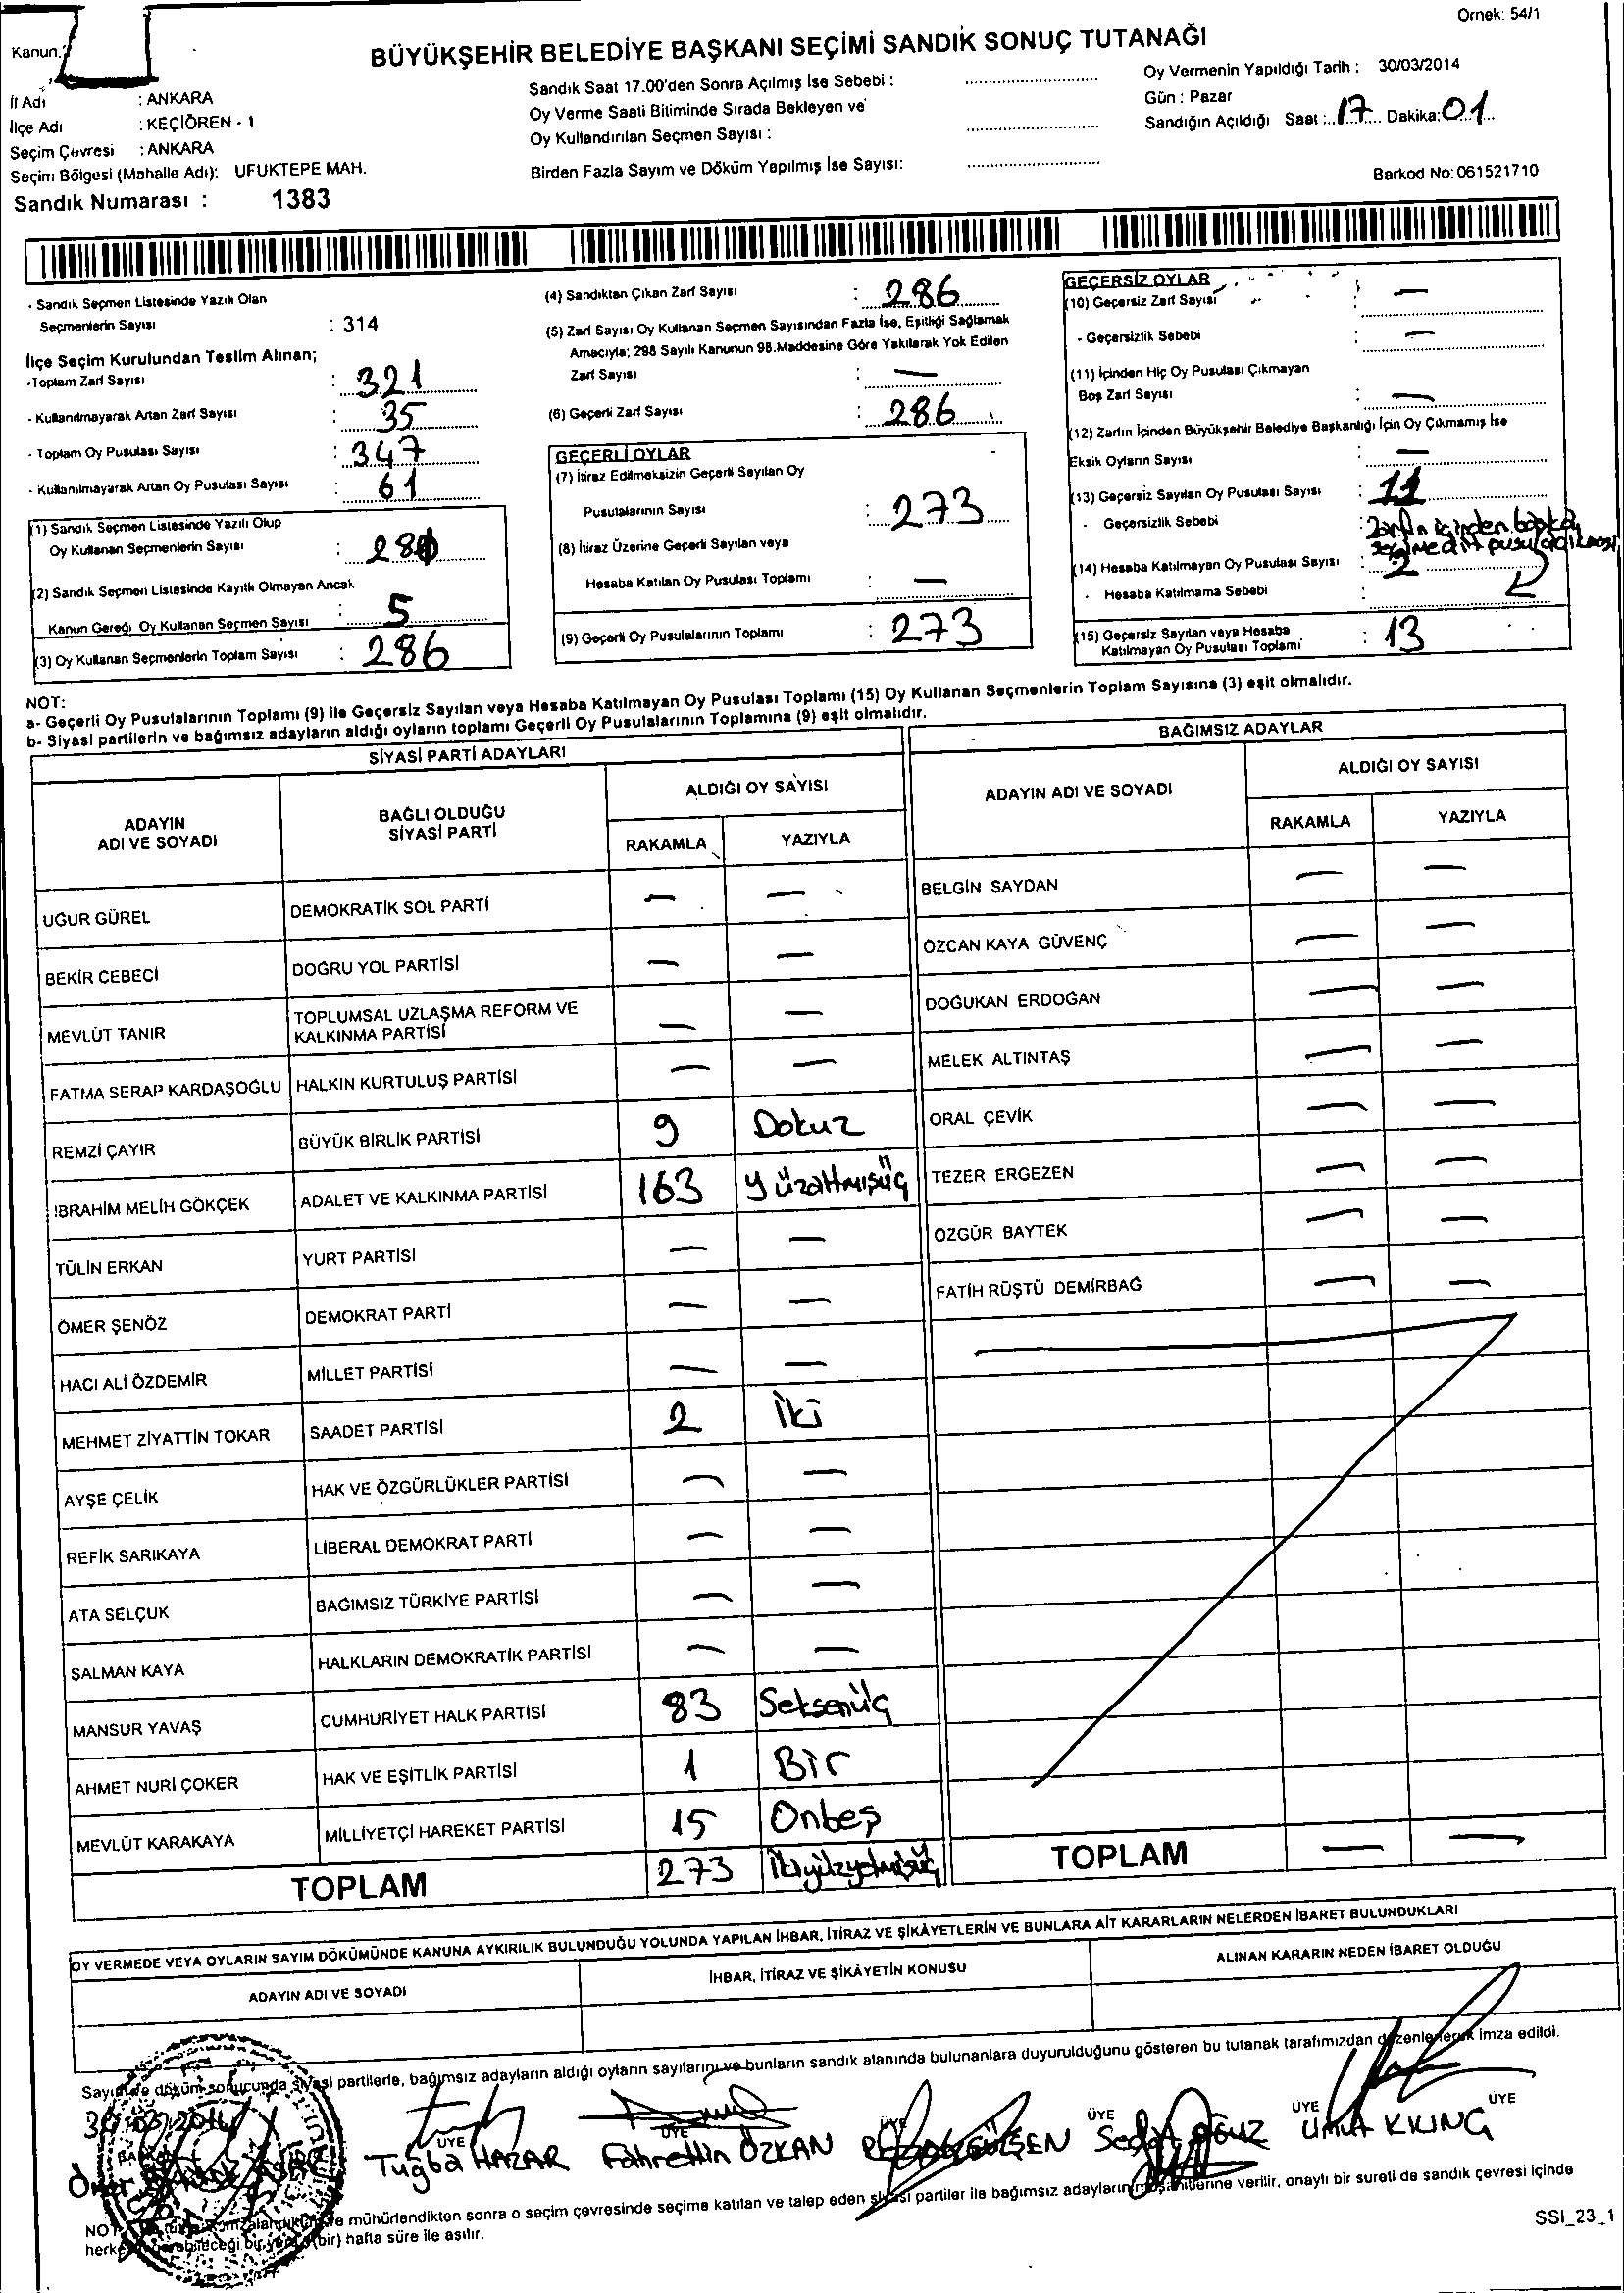 Örnek: 54/1
Kanun.
BÜYÜKŞEHİR BELEDİYE BAŞKANI SEÇİMİ SANDIK SONUÇ TUTANAĞI
İl Adı : ANKARA
İlçe Adı : KEÇİÖREN - 1
Seçim Çevresi : ANKARA
Seçim Bölgesi (Mahalle Adı): UFUKTEPE MAH.
Sandık Numarası : 1383
Sandık Saat 17.00'den Sonra Açılmış İse Sebebi :
Oy Verme Saati Bitiminde Sırada Bekleyen ve
Oy Kullandırılan Seçmen Sayısı :
Birden Fazla Sayım ve Döküm Yapılmış İse Sayısı:
Oy Vermenin Yapıldığı Tarih : 30/03/2014
Gün : Pazar
Sandığın Açıldığı Saat : 17 Dakika: 01
Barkod No: 061521710
- Sandık Seçmen Listesinde Yazılı Olan
Seçmenlerin Sayısı : 314
İlçe Seçim Kurulundan Teslim Alınan;
-Toplam Zarf Sayısı : 321
- Kullanılmayarak Artan Zarf Sayısı : 35
- Toplam Oy Pusulası Sayısı : 347
- Kullanılmayarak Artan Oy Pusulası Sayısı : 61
(1) Sandık Seçmen Listesinde Yazılı Olup
Oy Kullanan Seçmenlerin Sayısı : 281
(2) Sandık Seçmen Listesinde Kayıtlı Olmayan Ancak
Kanun Gereği Oy Kullanan Seçmen Sayısı : 5
(3) Oy Kullanan Seçmenlerin Toplam Sayısı : 286
(4) Sandıktan Çıkan Zarf Sayısı : 286
(5) Zarf Sayısı Oy Kullanan Seçmen Sayısından Fazla İse, Eşitliği Sağlamak
Amacıyla; 298 Sayılı Kanunun 98.Maddesine Göre Yakılarak Yok Edilen
Zarf Sayısı : —
(6) Geçerli Zarf Sayısı : 286
GEÇERLİ OYLAR
(7) İtiraz Edilmeksizin Geçerli Sayılan Oy
Pusulalarının Sayısı : 273
(8) İtiraz Üzerine Geçerli Sayılan veya
Hesaba Katılan Oy Pusulası Toplamı : —
(9) Geçerli Oy Pusulalarının Toplamı : 273
GEÇERSİZ OYLAR
(10) Geçersiz Zarf Sayısı : —
- Geçersizlik Sebebi : —
(11) İçinden Hiç Oy Pusulası Çıkmayan
Boş Zarf Sayısı : —
(12) Zarfın İçinden Büyükşehir Belediye Başkanlığı İçin Oy Çıkmamış İse
Eksik Oyların Sayısı : —
(13) Geçersiz Sayılan Oy Pusulası Sayısı : 11
- Geçersizlik Sebebi : Zarfın içinden başka
seçime ait pusula çıkması
(14) Hesaba Katılmayan Oy Pusulası Sayısı : 2
- Hesaba Katılmama Sebebi :
(15) Geçersiz Sayılan veya Hesaba
Katılmayan Oy Pusulası Toplamı : 13
NOT:
a- Geçerli Oy Pusulalarının Toplamı (9) ile Geçersiz Sayılan veya Hesaba Katılmayan Oy Pusulası Toplamı (15) Oy Kullanan Seçmenlerin Toplam Sayısına (3) eşit olmalıdır.
b- Siyasi partilerin ve bağımsız adayların aldığı oyların toplamı Geçerli Oy Pusulalarının Toplamına (9) eşit olmalıdır.
SİYASİ PARTİ ADAYLARI
ADAYIN ADI VE SOYADI BAĞLI OLDUĞU SİYASİ PARTİ ALDIĞI OY SAYISI
RAKAMLA YAZIYLA
UĞUR GÜREL DEMOKRATİK SOL PARTİ — —
BEKİR CEBECİ DOĞRU YOL PARTİSİ — —
MEVLÜT TANIR TOPLUMSAL UZLAŞMA REFORM VE KALKINMA PARTİSİ — —
FATMA SERAP KARDAŞOĞLU HALKIN KURTULUŞ PARTİSİ — —
REMZİ ÇAYIR BÜYÜK BİRLİK PARTİSİ 9 Dokuz
İBRAHİM MELİH GÖKÇEK ADALET VE KALKINMA PARTİSİ 163 Yüzaltmışüç
TÜLİN ERKAN YURT PARTİSİ — —
ÖMER ŞENÖZ DEMOKRAT PARTİ — —
HACI ALİ ÖZDEMİR MİLLET PARTİSİ — —
MEHMET ZİYATTİN TOKAR SAADET PARTİSİ 2 İki
AYŞE ÇELİK HAK VE ÖZGÜRLÜKLER PARTİSİ — —
REFİK SARIKAYA LİBERAL DEMOKRAT PARTİ — —
ATA SELÇUK BAĞIMSIZ TÜRKİYE PARTİSİ — —
SALMAN KAYA HALKLARIN DEMOKRATİK PARTİSİ — —
MANSUR YAVAŞ CUMHURİYET HALK PARTİSİ 83 Seksenüç
AHMET NURİ ÇOKER HAK VE EŞİTLİK PARTİSİ 1 Bir
MEVLÜT KARAKAYA MİLLİYETÇİ HAREKET PARTİSİ 15 Onbeş
TOPLAM 273 İkiyüzyetmişüç
BAĞIMSIZ ADAYLAR
ADAYIN ADI VE SOYADI ALDIĞI OY SAYISI
RAKAMLA YAZIYLA
BELGİN SAYDAN — —
ÖZCAN KAYA GÜVENÇ — —
DOĞUKAN ERDOĞAN — —
MELEK ALTINTAŞ — —
ORAL ÇEVİK — —
TEZER ERGEZEN — —
ÖZGÜR BAYTEK — —
FATİH RÜŞTÜ DEMİRBAĞ — —
TOPLAM — —
OY VERMEDE VEYA OYLARIN SAYIM DÖKÜMÜNDE KANUNA AYKIRILIK BULUNDUĞU YOLUNDA YAPILAN İHBAR, İTİRAZ VE ŞİKÂYETLERİN VE BUNLARA AİT KARARLARIN NELERDEN İBARET BULUNDUKLARI
ADAYIN ADI VE SOYADI İHBAR, İTİRAZ VE ŞİKÂYETİN KONUSU ALINAN KARARIN NEDEN İBARET OLDUĞU
Sayım ve döküm sonucunda siyasi partilerle, bağımsız adayların aldığı oyların sayılarını ve bunların sandık alanında bulunanlara duyurulduğunu gösteren bu tutanak tarafımızdan düzenlenerek imza edildi.
ÜYE ÜYE ÜYE ÜYE ÜYE ÜYE
Tuğba HAZAR Fahrettin ÖZKAN GÜLŞEN Sedat OĞUZ Umut KILINÇ
ve mühürlendikten sonra o seçim çevresinde seçime katılan ve talep eden siyasi partiler ile bağımsız adayların müşahitlerine verilir, onaylı bir sureti de sandık çevresi içinde
herkesin görebileceği bir yere (bir) hafta süre ile asılır.
SSI_23_1